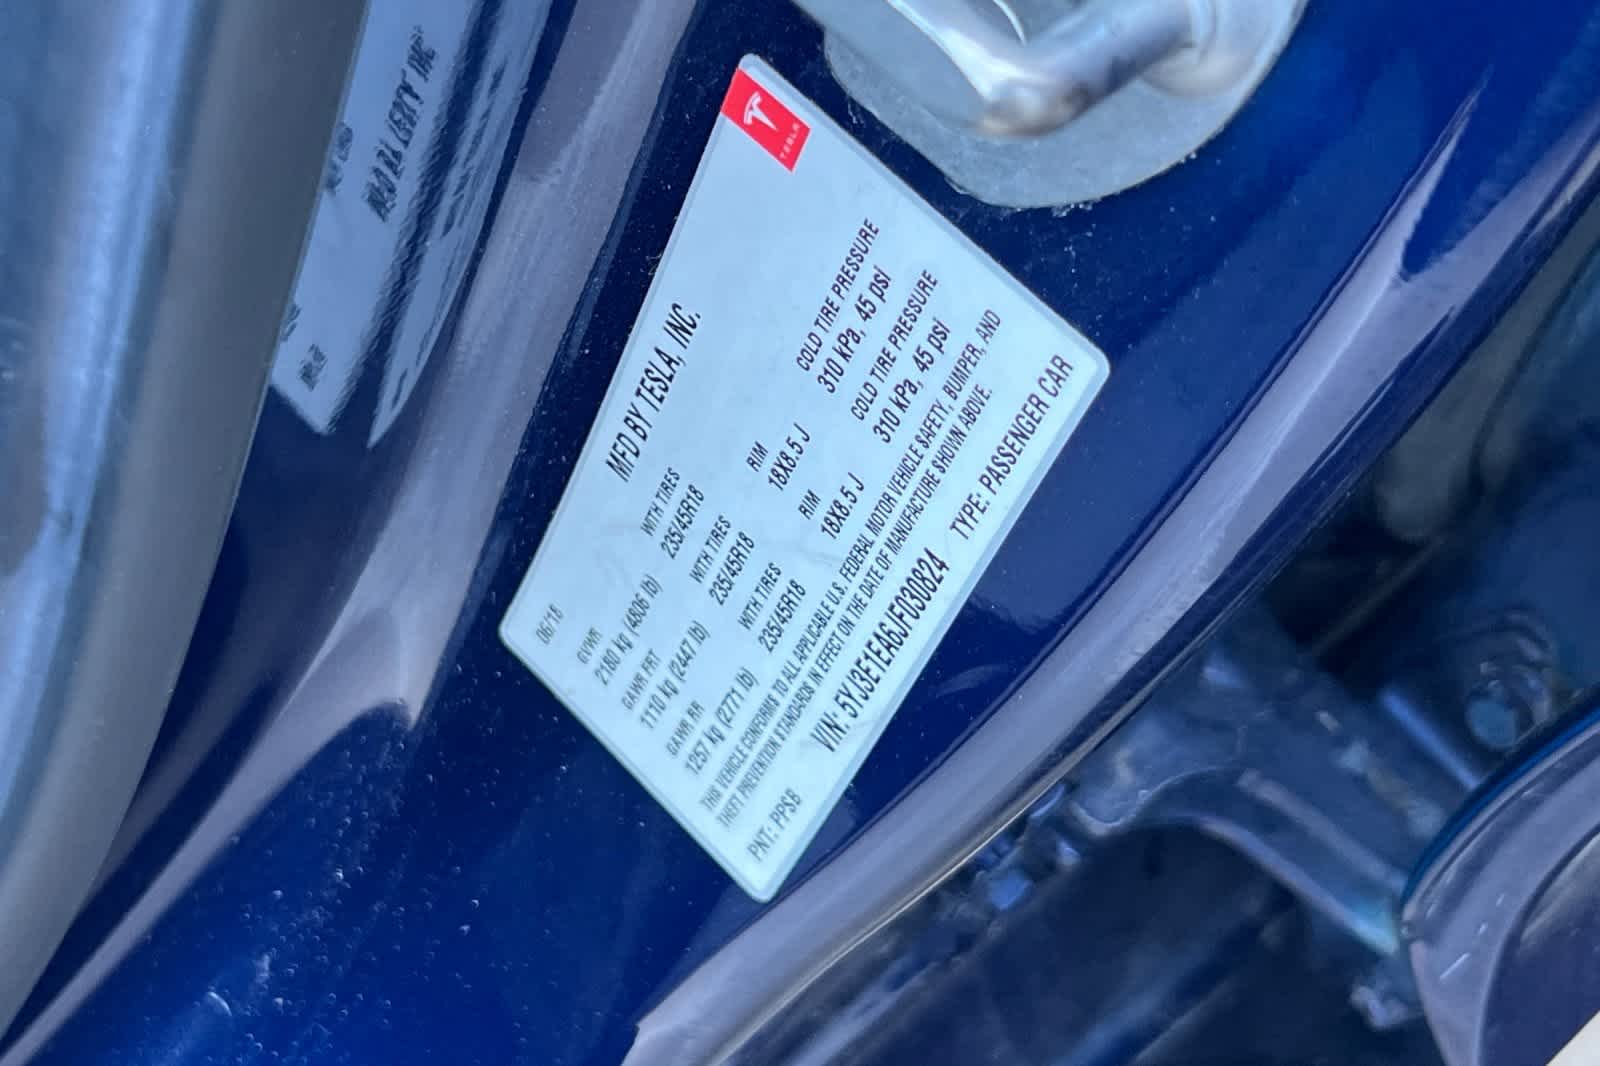 TESLA
MFD BY TESLA, INC.
06/18
GVWR
2180 kg (4806 lb)
WITH TIRES
235/45R18
RIM
18X8.5 J
COLD TIRE PRESSURE
310 kPa, 45 psi
GAWR FRT
1110 kg (2447 lb)
WITH TIRES
235/45R18
RIM
18X8.5 J
COLD TIRE PRESSURE
310 kPa, 45 psi
GAWR RR
1257 kg (2771 lb)
WITH TIRES
235/45R18
THIS VEHICLE CONFORMS TO ALL APPLICABLE U.S. FEDERAL MOTOR VEHICLE SAFETY, BUMPER, AND
THEFT PREVENTION STANDARDS IN EFFECT ON THE DATE OF MANUFACTURE SHOWN ABOVE.
PNT: PPSB
VIN: 5YJ3E1EA6JF030824
TYPE: PASSENGER CAR